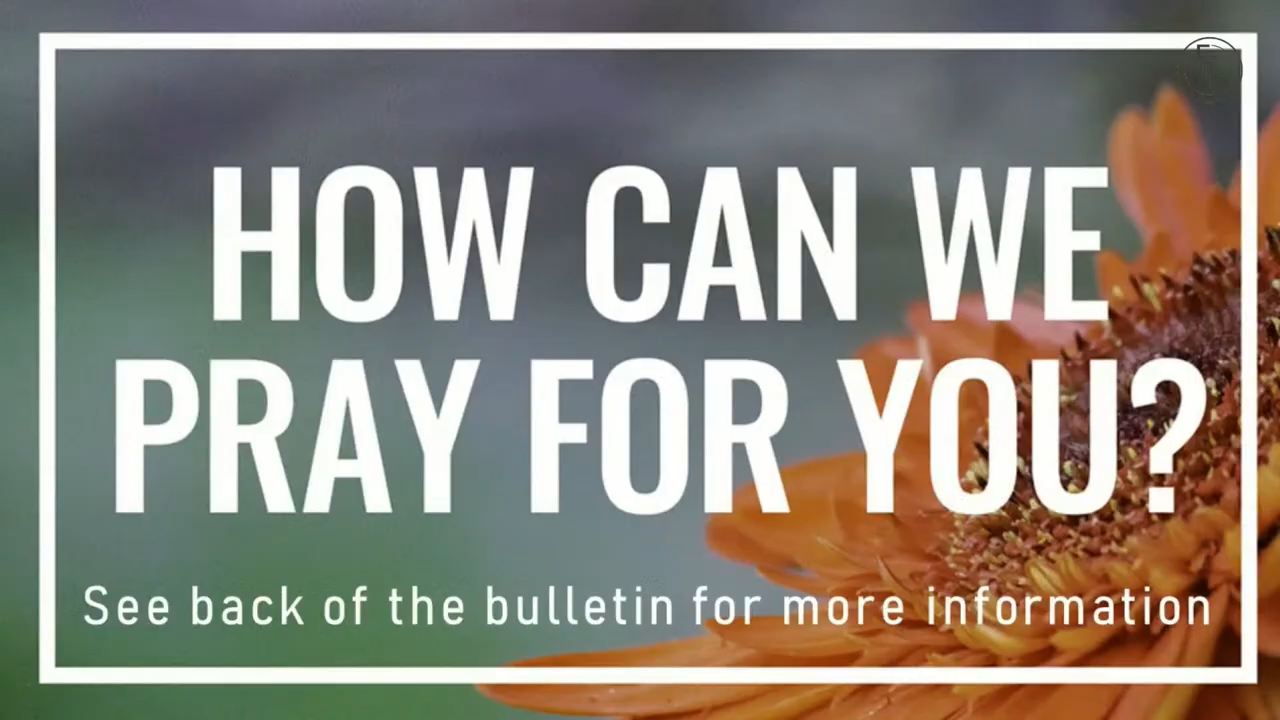 HOW CAN WE
PRAY FOR YOU?
See back of the bulletin for more information